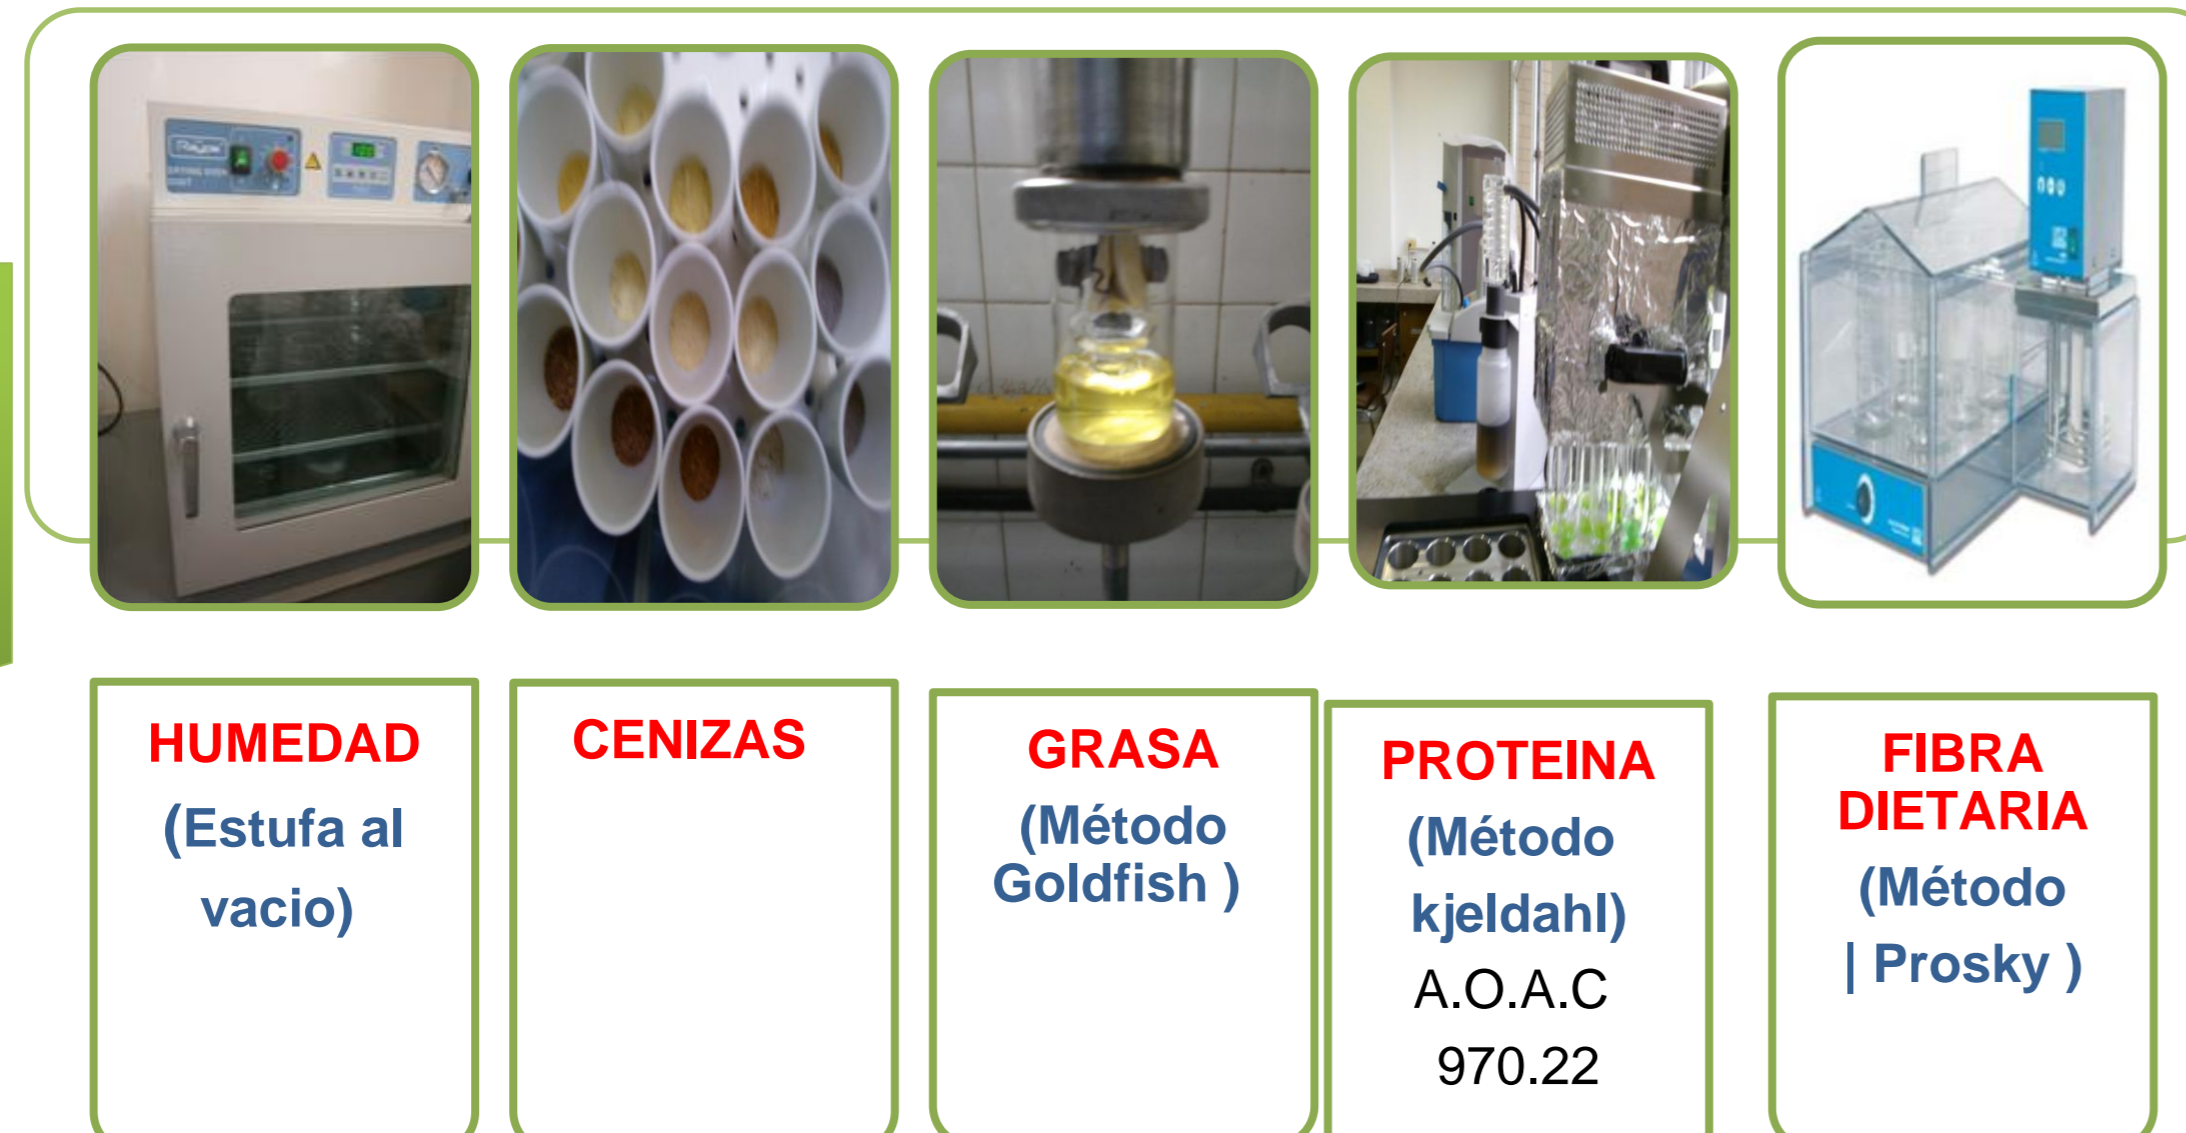 HUMEDAD
(Estufa al
vacio)
CENIZAS
GRASA
(Método
Goldfish )
PROTEINA
(Método
kjeldahl)
A.O.A.C
970.22
FIBRA
DIETARIA
(Método
| Prosky )